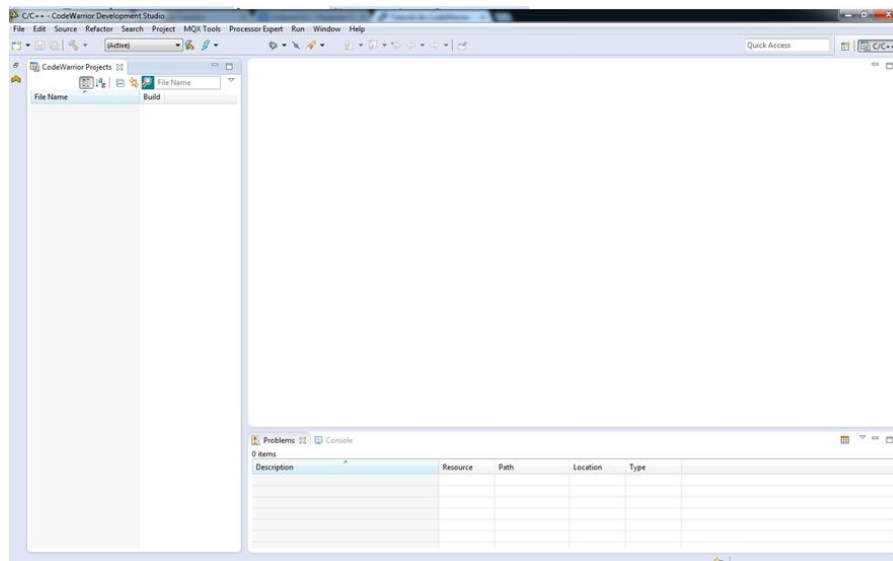 C/C++ - CodeWarrior Development Studio
File Edit Source Refactor Search Project MQX Tools Processor Expert Run Window Help
(Active)
Quick Access
C/C++
CodeWarrior Projects
File Name
File Name Build
Problems Console
0 items
Description Resource Path Location Type